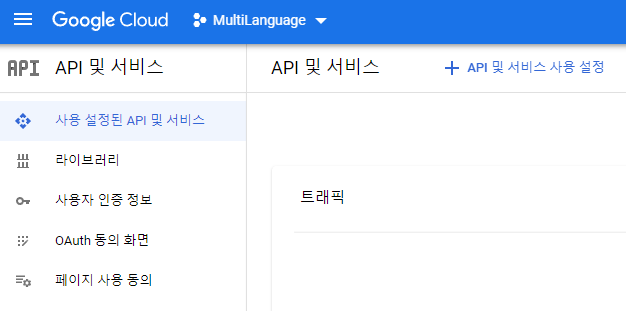 Google Cloud
MultiLanguage
API
API 및 서비스
API 및 서비스
API 및 서비스 사용 설정
사용 설정된 API 및 서비스
라이브러리
사용자 인증 정보
OAuth 동의 화면
페이지 사용 동의
트래픽